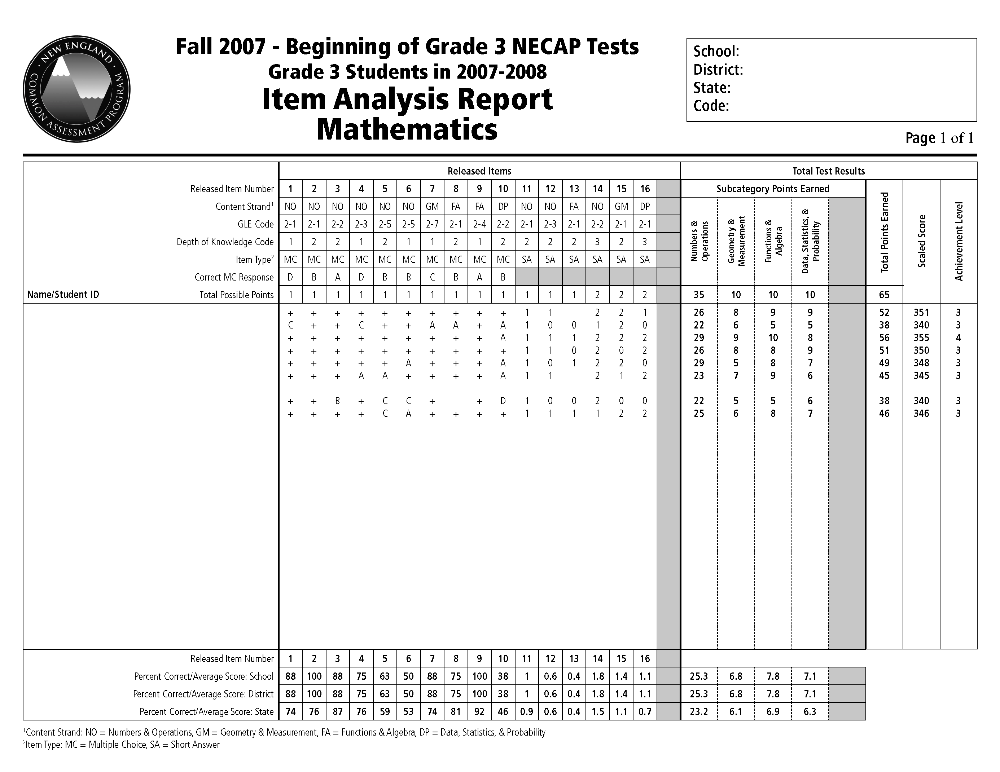 NEW ENGLAND
COMMON ASSESSMENT PROGRAM
Fall 2007 - Beginning of Grade 3 NECAP Tests
Grade 3 Students in 2007-2008
Item Analysis Report
Mathematics
School:
District:
State:
Code:
Page 1 of 1
Released Items Total Test Results
Released Item Number 1 2 3 4 5 6 7 8 9 10 11 12 13 14 15 16 Subcategory Points Earned
Content Strand1 NO NO NO NO NO NO GM FA FA DP NO NO FA NO GM DP
GLE Code 2-1 2-1 2-2 2-3 2-5 2-5 2-7 2-1 2-4 2-2 2-1 2-3 2-1 2-2 2-1 2-1
Depth of Knowledge Code 1 2 2 1 2 1 1 2 1 2 2 2 2 3 2 3
Item Type2 MC MC MC MC MC MC MC MC MC MC SA SA SA SA SA SA
Correct MC Response D B A D B B C B A B
Numbers & Operations
Geometry & Measurement
Functions & Algebra
Data, Statistics, & Probability
Total Points Earned
Scaled Score
Achievement Level
Name/Student ID Total Possible Points 1 1 1 1 1 1 1 1 1 1 1 1 1 2 2 2 35 10 10 10 65
+ + + + + + + + + + 1 1 2 2 1 26 8 9 9 52 351 3
C + + C + + A A + A 1 0 0 1 2 0 22 6 5 5 38 340 3
+ + + + + + + + + A 1 1 1 2 2 2 29 9 10 8 56 355 4
+ + + + + + + + + + 1 1 0 2 0 2 26 8 8 9 51 350 3
+ + + + + A + + + A 1 0 1 2 2 0 29 5 8 7 49 348 3
+ + + A A + + + + A 1 1 2 1 2 23 7 9 6 45 345 3
+ + B + C C + + D 1 0 0 2 0 0 22 5 5 6 38 340 3
+ + + + C A + + + + 1 1 1 1 2 2 25 6 8 7 46 346 3
Released Item Number 1 2 3 4 5 6 7 8 9 10 11 12 13 14 15 16
Percent Correct/Average Score: School 88 100 88 75 63 50 88 75 100 38 1 0.6 0.4 1.8 1.4 1.1 25.3 6.8 7.8 7.1
Percent Correct/Average Score: District 88 100 88 75 63 50 88 75 100 38 1 0.6 0.4 1.8 1.4 1.1 25.3 6.8 7.8 7.1
Percent Correct/Average Score: State 74 76 87 76 59 53 74 81 92 46 0.9 0.6 0.4 1.5 1.1 0.7 23.2 6.1 6.9 6.3
1Content Strand: NO = Numbers & Operations, GM = Geometry & Measurement, FA = Functions & Algebra, DP = Data, Statistics, & Probability
2Item Type: MC = Multiple Choice, SA = Short Answer